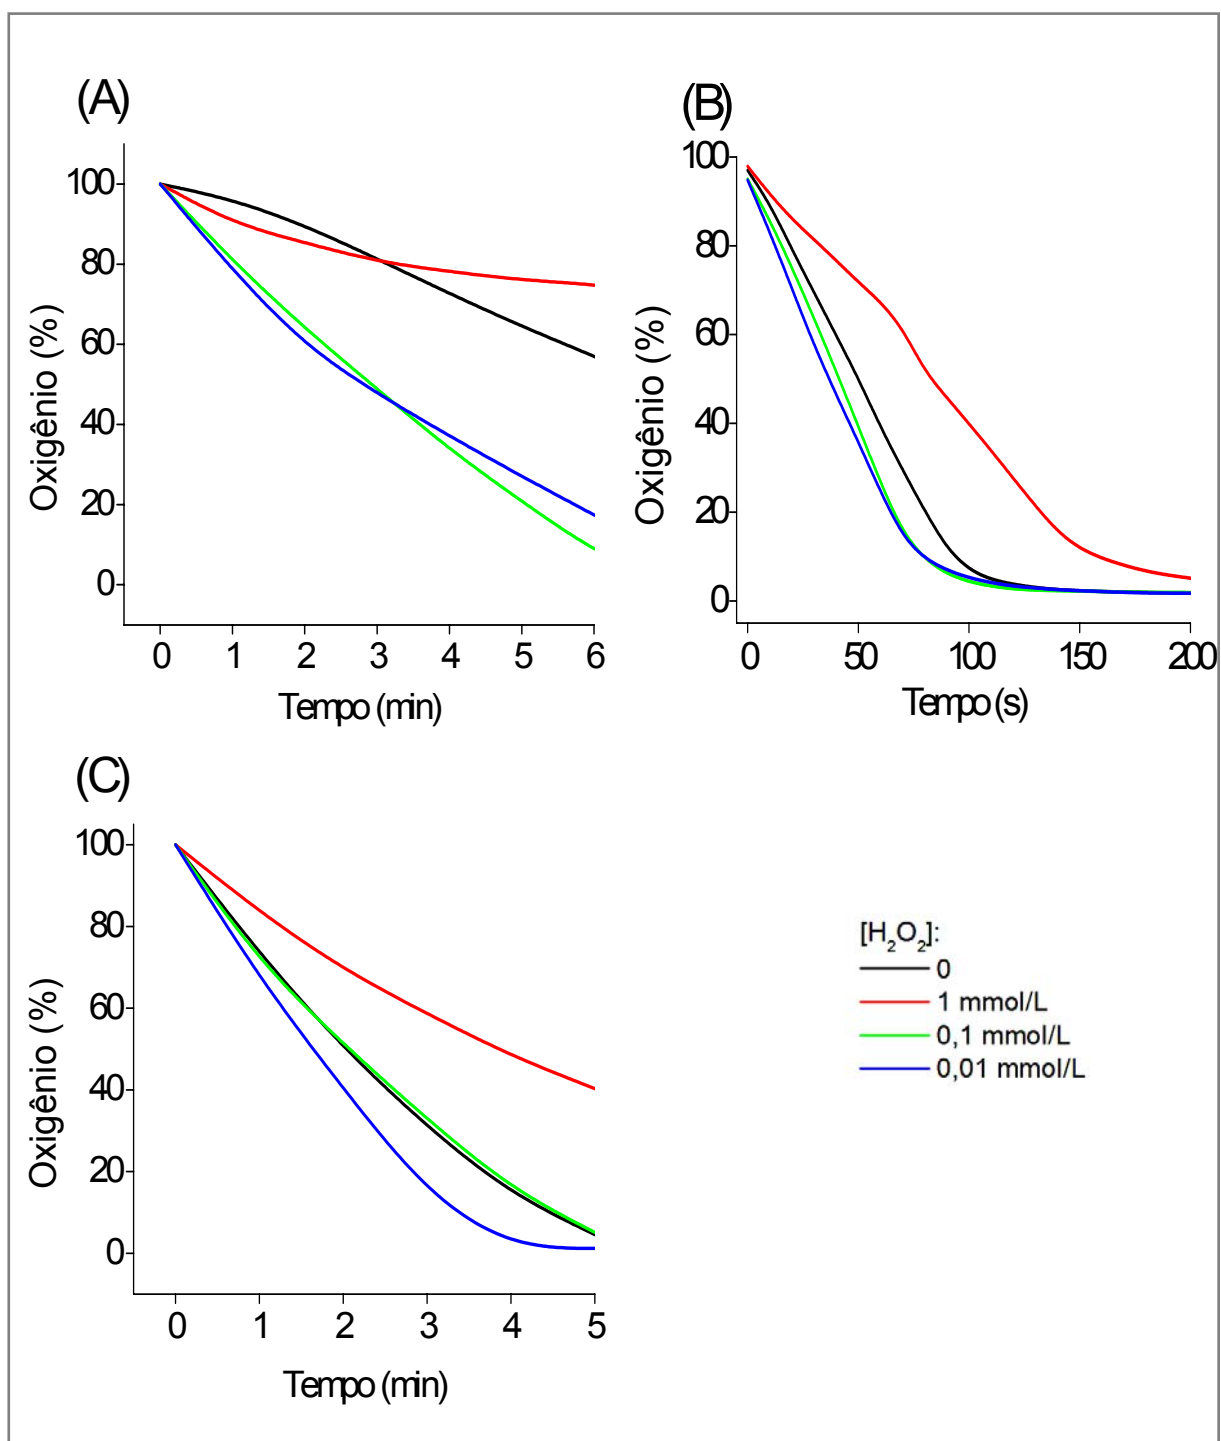 (A)
100
80
60
40
20
0
Oxigênio (%)
0 1 2 3 4 5 6
Tempo (min)
(B)
100
80
60
40
20
0
Oxigênio (%)
0 50 100 150 200
Tempo (s)
(C)
100
80
60
40
20
0
Oxigênio (%)
0 1 2 3 4 5
Tempo (min)
[H₂O₂]:
0
1 mmol/L
0,1 mmol/L
0,01 mmol/L